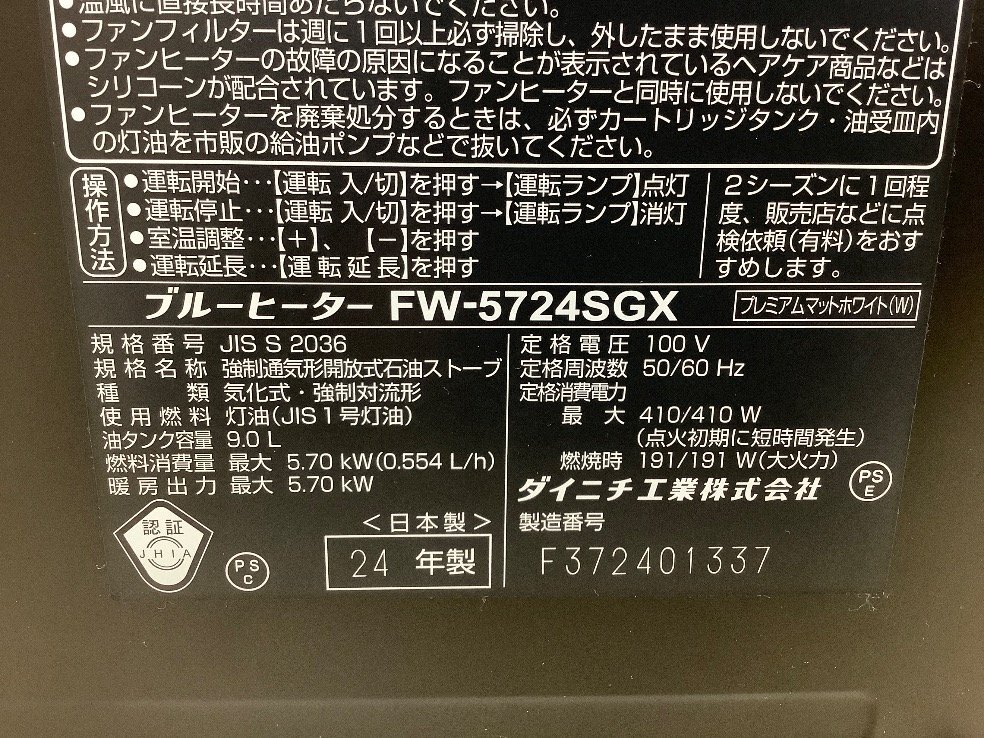 ●温風に直接長時間あたらないでください。
●ファンフィルターは週に1回以上必ず掃除し、外したまま使用しないでください。
●ファンヒーターの故障の原因になることが表示されているヘアケア商品などは
シリコーンが配合されています。ファンヒーターと同時に使用しないでください。
●ファンヒーターを廃棄処分するときは、必ずカートリッジタンク・油受皿内
の灯油を市販の給油ポンプなどで抜いてください。
操作方法
●運転開始…【運転 入/切】を押す→【運転ランプ】点灯
●運転停止…【運転 入/切】を押す→【運転ランプ】消灯
●室温調整…【+】、【−】を押す
●運転延長…【運転延長】を押す
2シーズンに1回程
度、販売店などに点
検依頼(有料)をおす
すめします。
ブルーヒーター FW-5724SGX プレミアムマットホワイト(W)
規格番号 JIS S 2036
規格名称 強制通気形開放式石油ストーブ
種類 気化式・強制対流形
使用燃料 灯油(JIS1号灯油)
油タンク容量 9.0 L
燃料消費量 最大 5.70 kW(0.554 L/h)
暖房出力 最大 5.70 kW
定格電圧 100 V
定格周波数 50/60 Hz
定格消費電力
最大 410/410 W
(点火初期に短時間発生)
燃焼時 191/191 W(大火力)
ダイニチ工業株式会社
PS
E
認証
JHIA
PS
C
<日本製>
24 年製
製造番号
F372401337